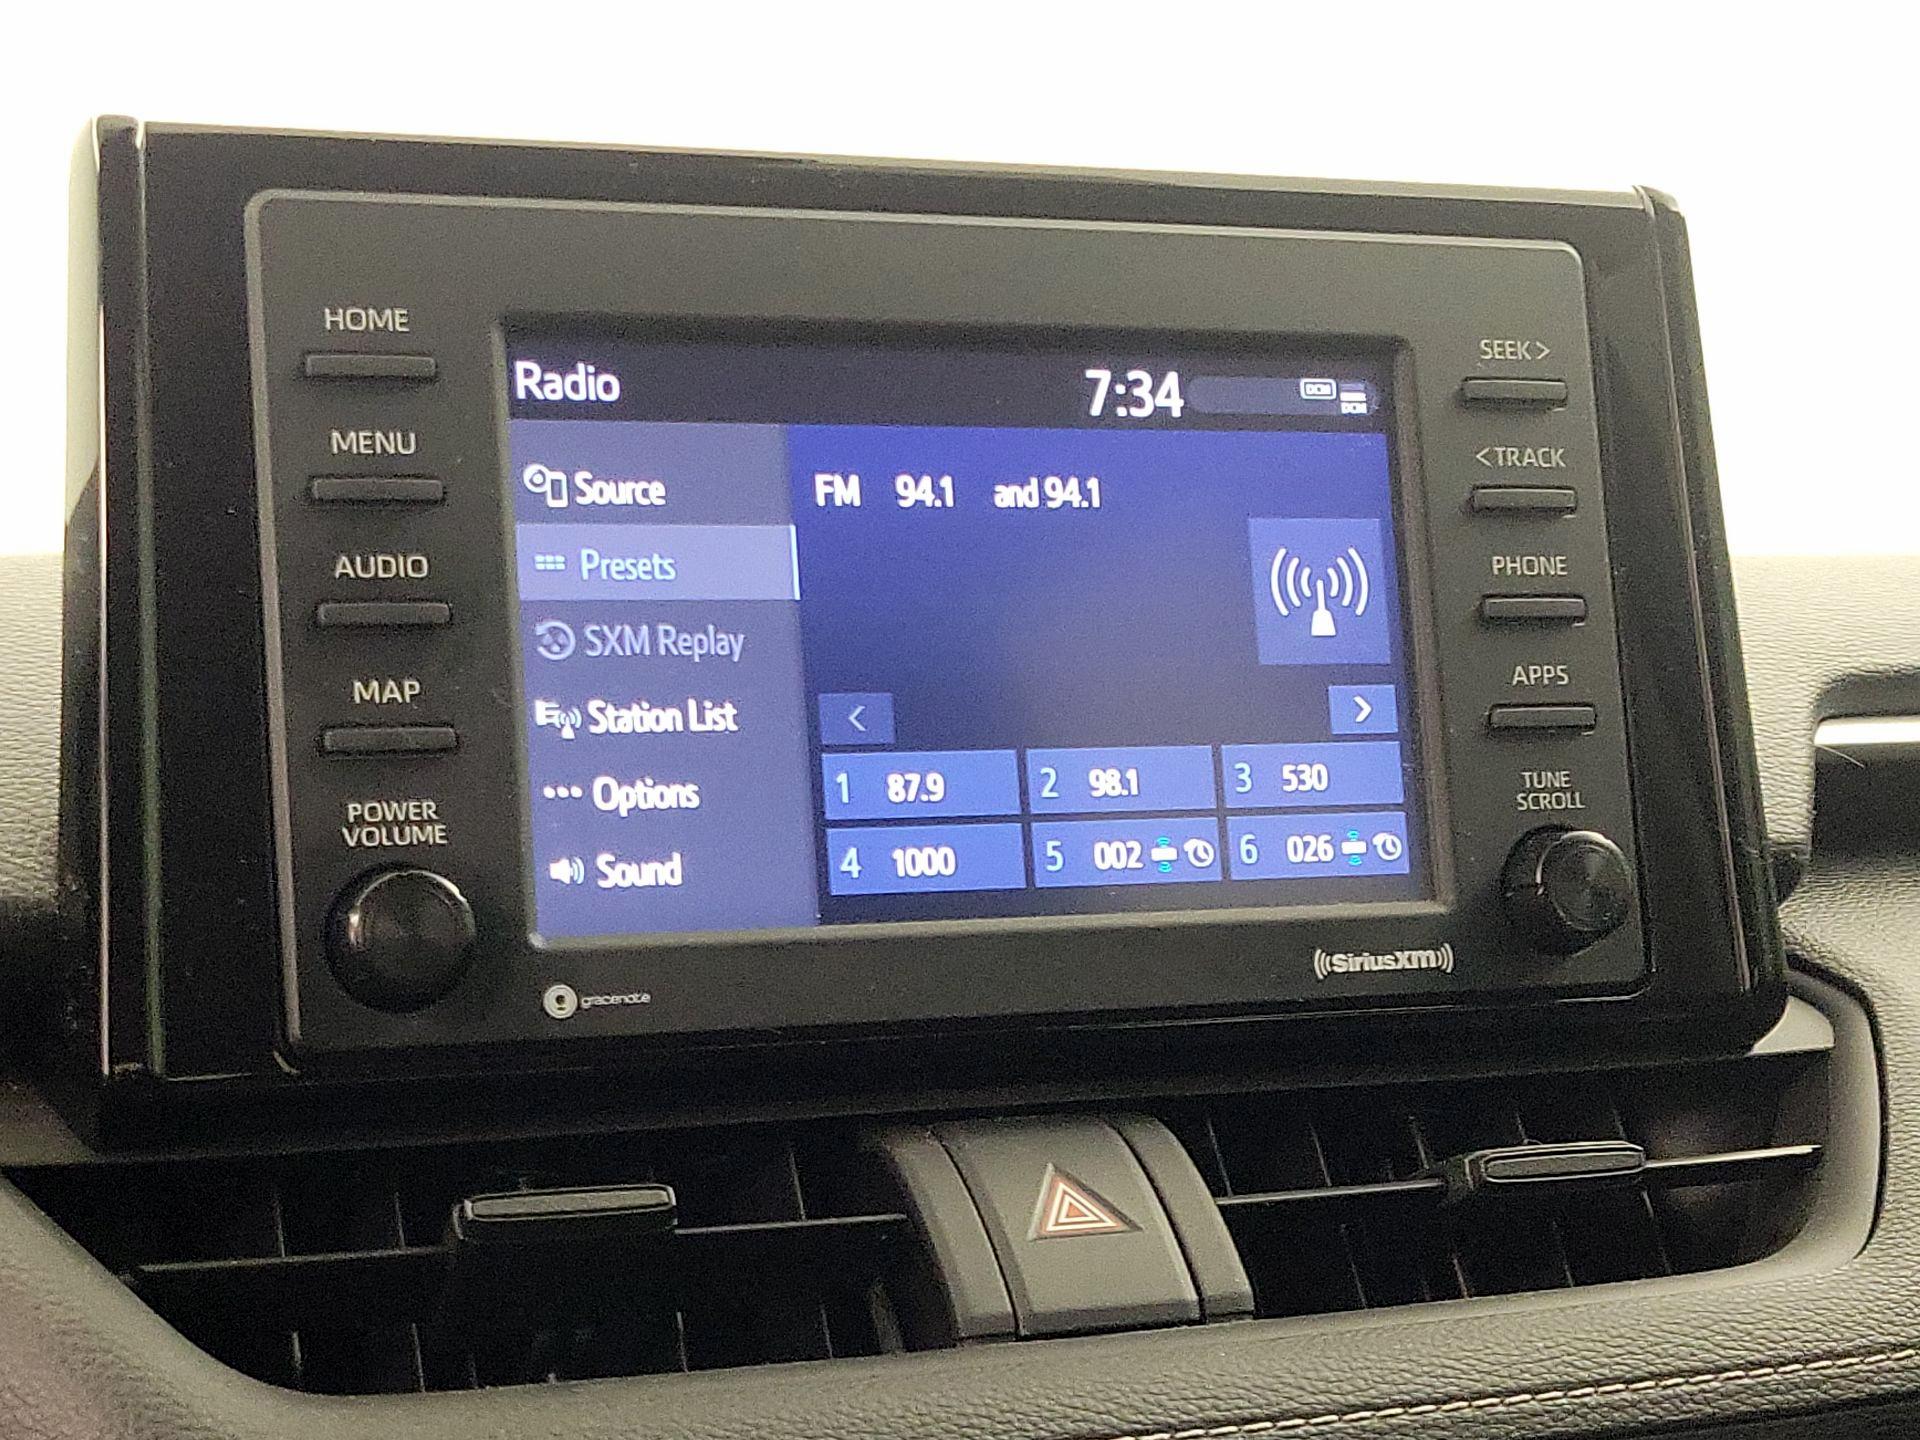 HOME
MENU
AUDIO
MAP
POWER
VOLUME
Radio
7:34
DCM
DCM
Source
Presets
SXM Replay
Station List
Options
Sound
FM 94.1 and 94.1
<
>
1 87.9
2 98.1
3 530
4 1000
5 002
6 026
SEEK >
< TRACK
PHONE
APPS
TUNE
SCROLL
gracenote
((SiriusXM))